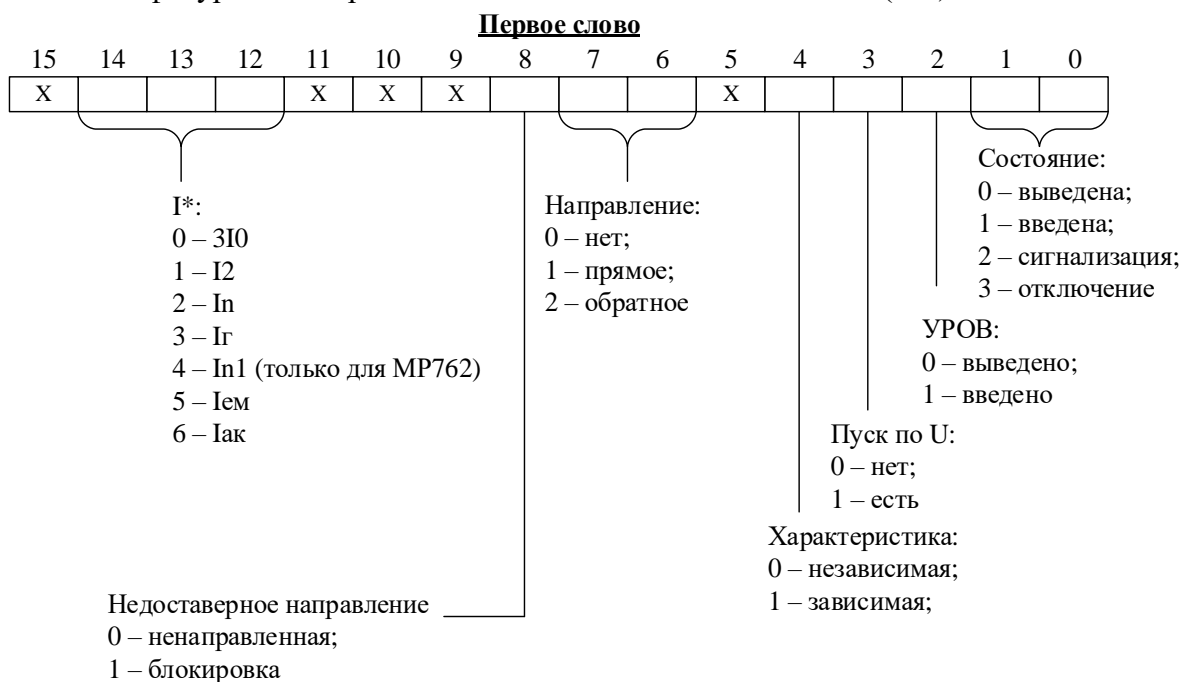 Первое слово
15 14 13 12 11 10 9 8 7 6 5 4 3 2 1 0
X X X X X
I*:
0 – 3I0
1 – I2
2 – In
3 – Iг
4 – In1 (только для МР762)
5 – Iем
6 – Iак
Направление:
0 – нет;
1 – прямое;
2 – обратное
Состояние:
0 – выведена;
1 – введена;
2 – сигнализация;
3 – отключение
УРОВ:
0 – выведено;
1 – введено
Пуск по U:
0 – нет;
1 – есть
Характеристика:
0 – независимая;
1 – зависимая;
Недоставерное направление
0 – ненаправленная;
1 – блокировка